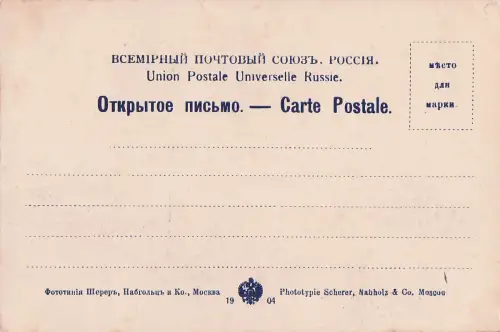 ВСЕМІРНЫЙ ПОЧТОВЫЙ СОЮЗЪ. РОССІЯ.
Union Postale Universelle Russie.
Открытое письмо. — Carte Postale.
мѣсто
для
марки.
Фототипія Шереръ, Набгольцъ и Ко., Москва
19 04
Phototypie Scherer, Nabholz & Co. Moscou